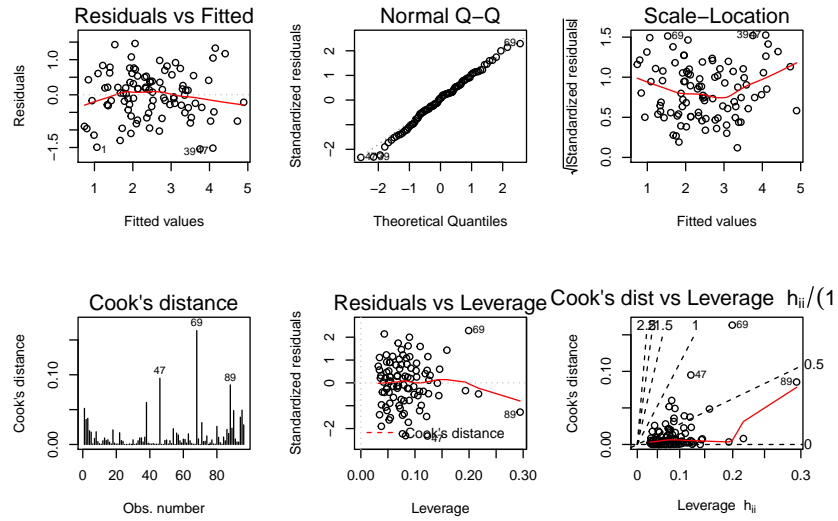 Residuals vs Fitted
Residuals
−1.5
0.0
1.0
1
39
47
1 2 3 4 5
Fitted values
Normal Q−Q
Standardized residuals
−2
0
1
2
69
47
39
−2 −1 0 1 2
Theoretical Quantiles
Scale−Location
√|Standardized residuals|
0.0
0.5
1.0
1.5
69
39
47
1 2 3 4 5
Fitted values
Cook's distance
Cook's distance
0.00
0.10
47
69
89
0 20 40 60 80
Obs. number
Residuals vs Leverage
Standardized residuals
−2
0
1
2
69
89
47
Cook's distance
0.00 0.10 0.20 0.30
Leverage
Cook's dist vs Leverage hii/(1
Cook's distance
0.00
0.10
2.5
1.5
1
0.5
0
69
47
89
0 0.1 0.2 0.3
Leverage hii